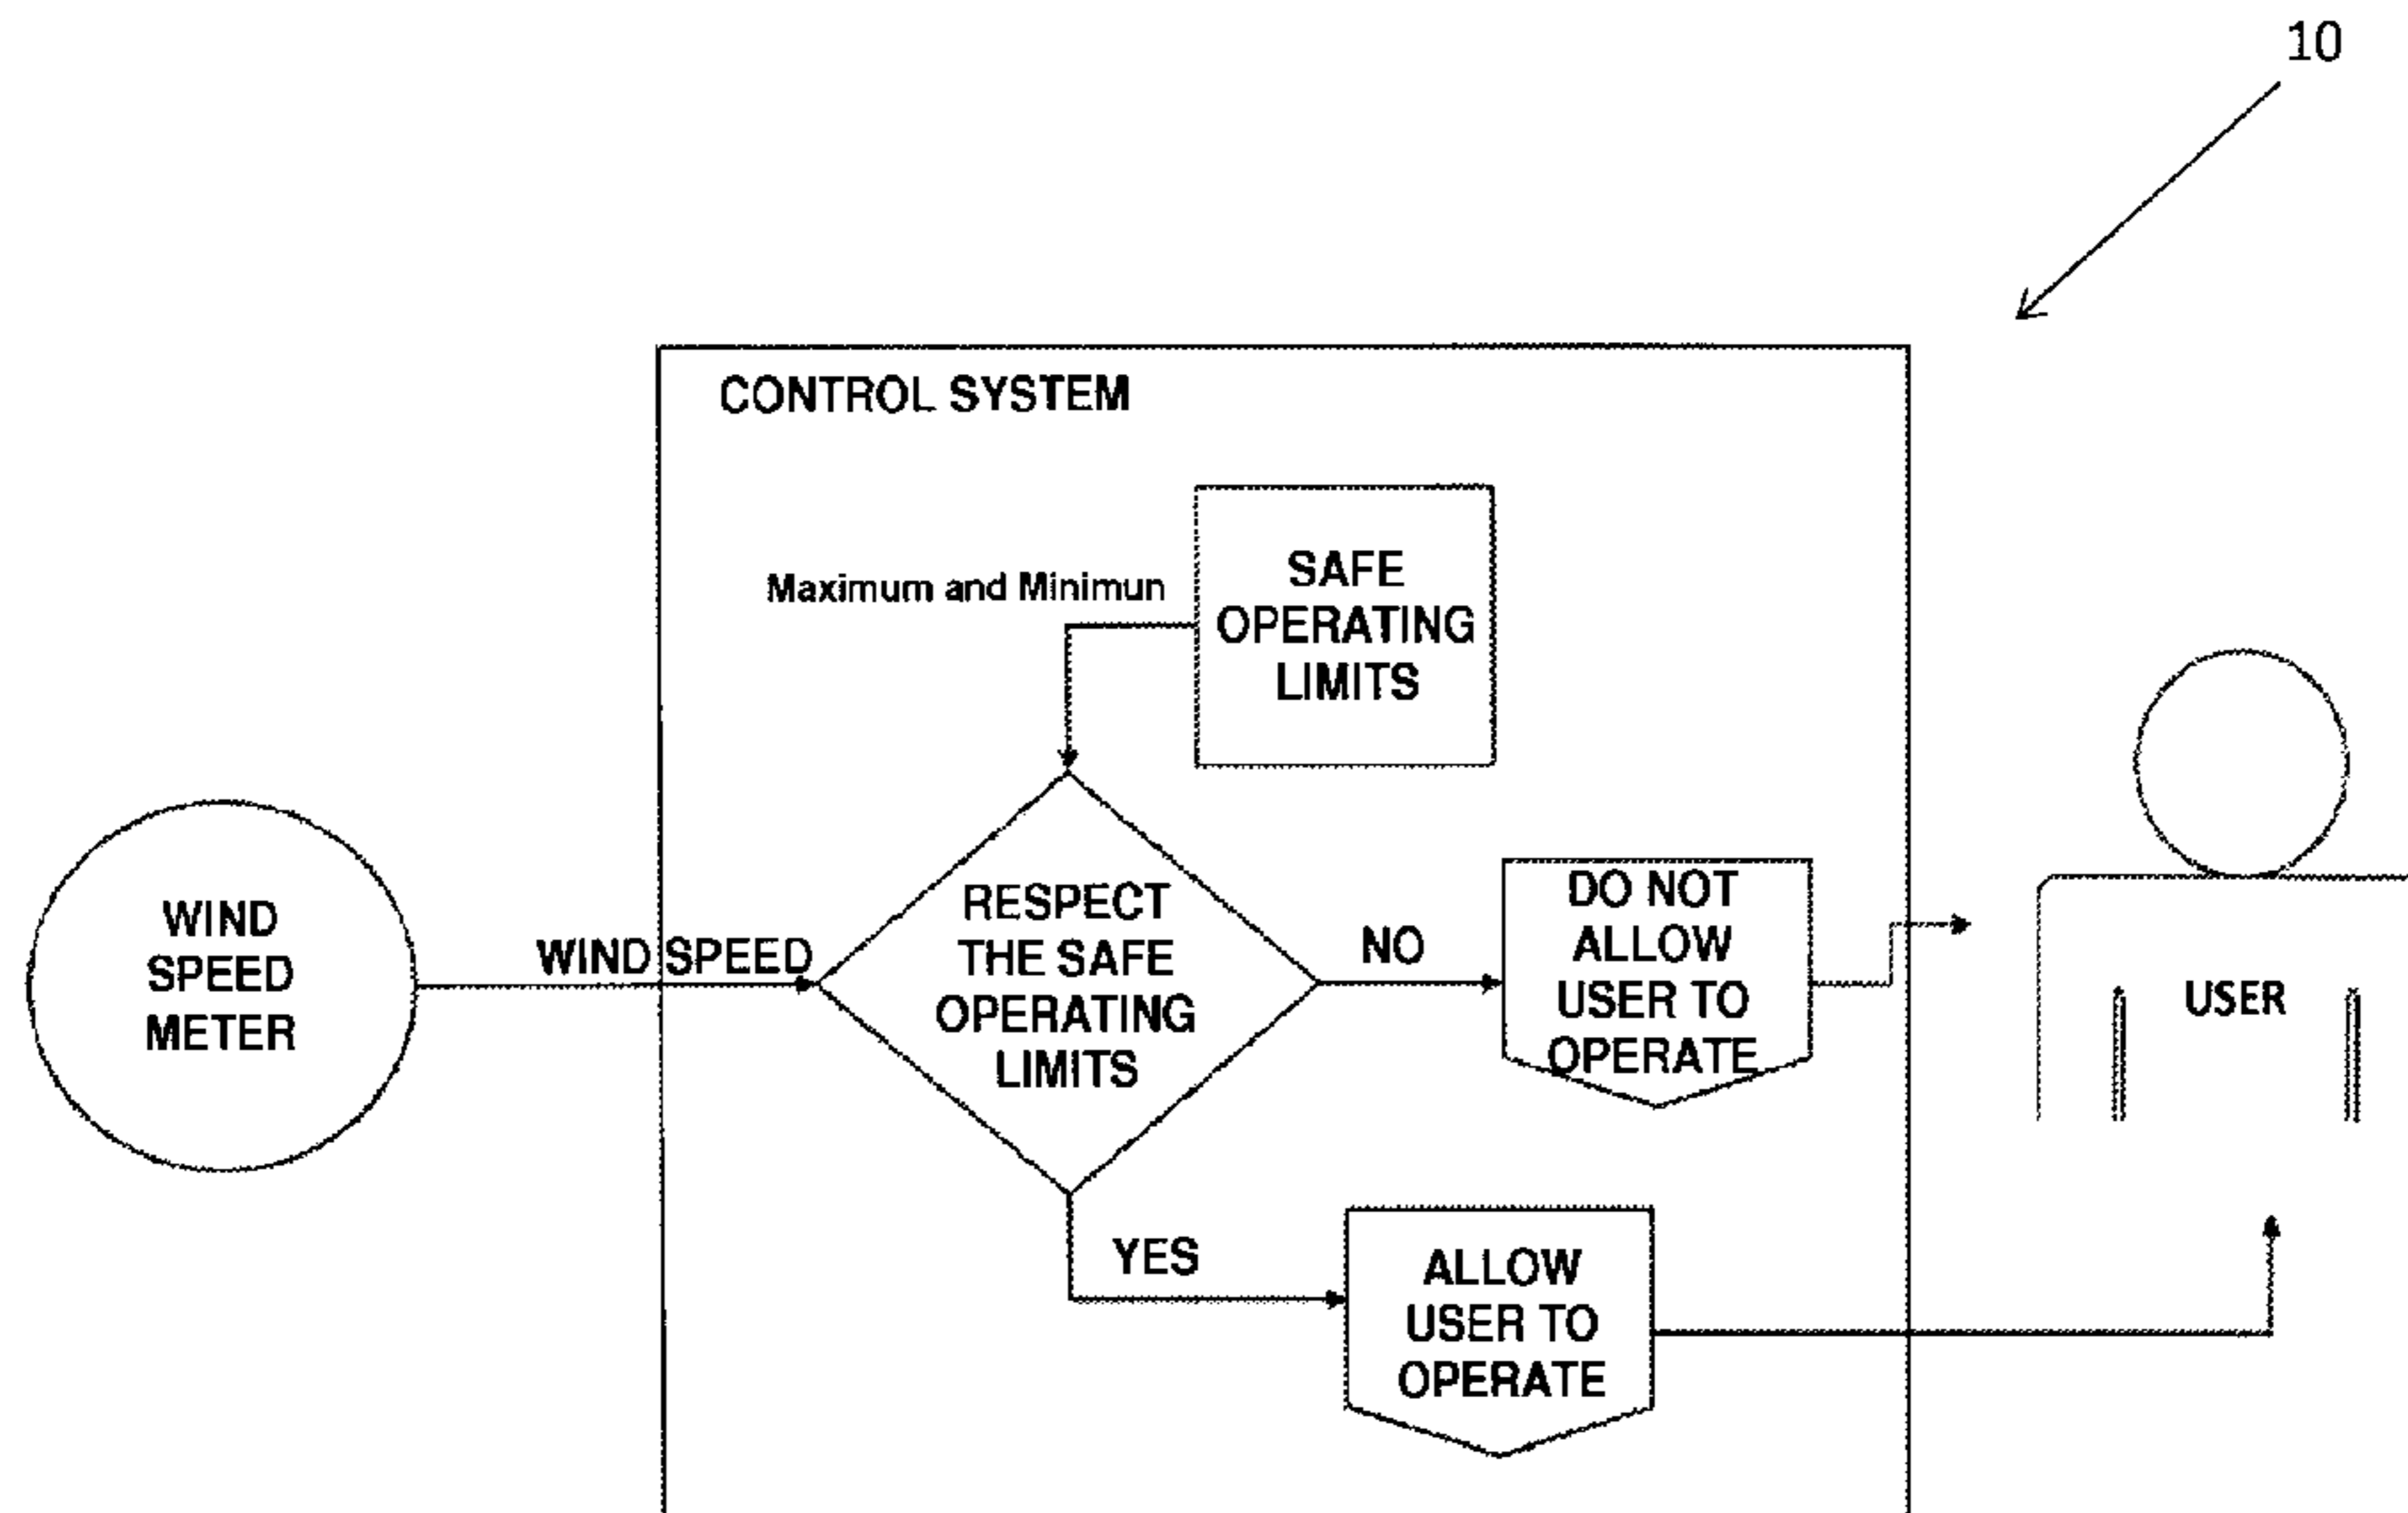 10
CONTROL SYSTEM
SAFE
OPERATING
LIMITS
Maximum and Minimun
WIND
SPEED
METER
WIND SPEED
RESPECT
THE SAFE
OPERATING
LIMITS
NO
DO NOT
ALLOW
USER TO
OPERATE
USER
YES
ALLOW
USER TO
OPERATE